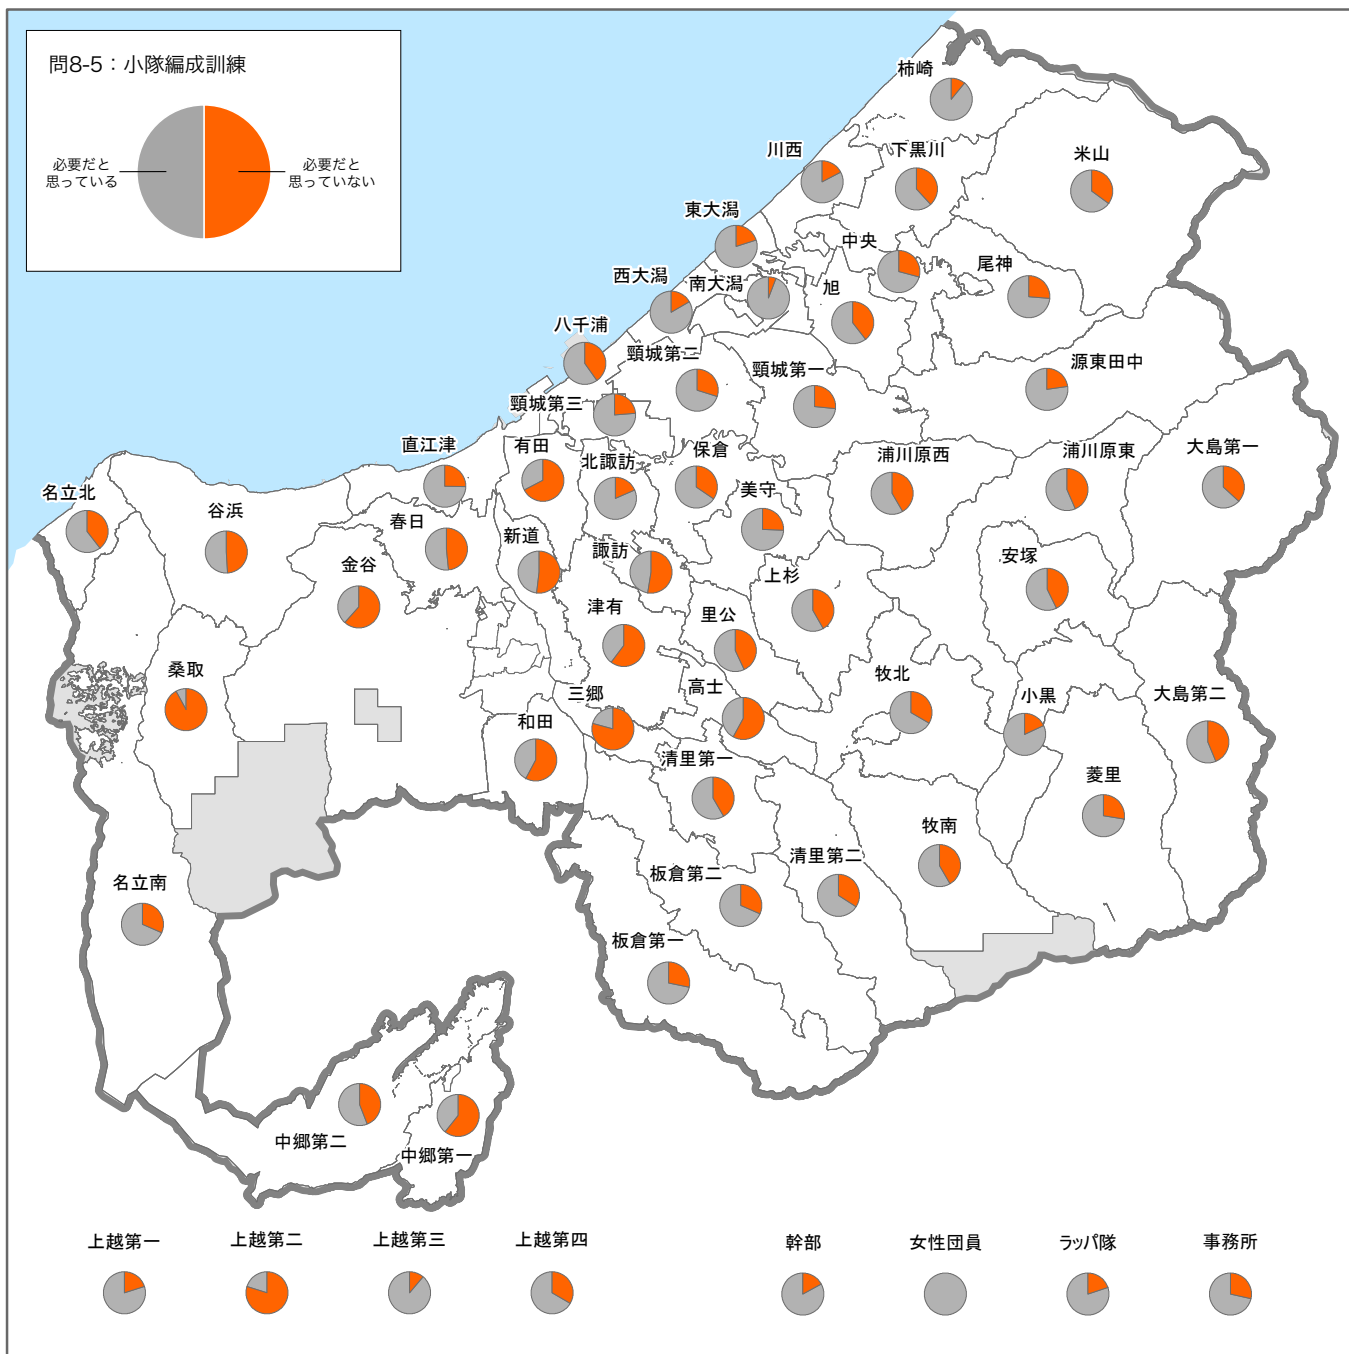 問8-5：小隊編成訓練
必要だと
思っている
必要だと
思っていない
柿崎
川西
下黒川
米山
東大潟
中央
尾神
西大潟
南大潟
旭
八千浦
頸城第二
頸城第一
源東田中
頸城第三
直江津
有田
北諏訪
保倉
浦川原西
浦川原東
大島第一
名立北
谷浜
春日
美守
金谷
新道
諏訪
上杉
安塚
津有
里公
桑取
三郷
高士
牧北
小黒
大島第二
和田
清里第一
菱里
牧南
名立南
板倉第二
清里第二
板倉第一
中郷第二
中郷第一
上越第一
上越第二
上越第三
上越第四
幹部
女性団員
ラッパ隊
事務所